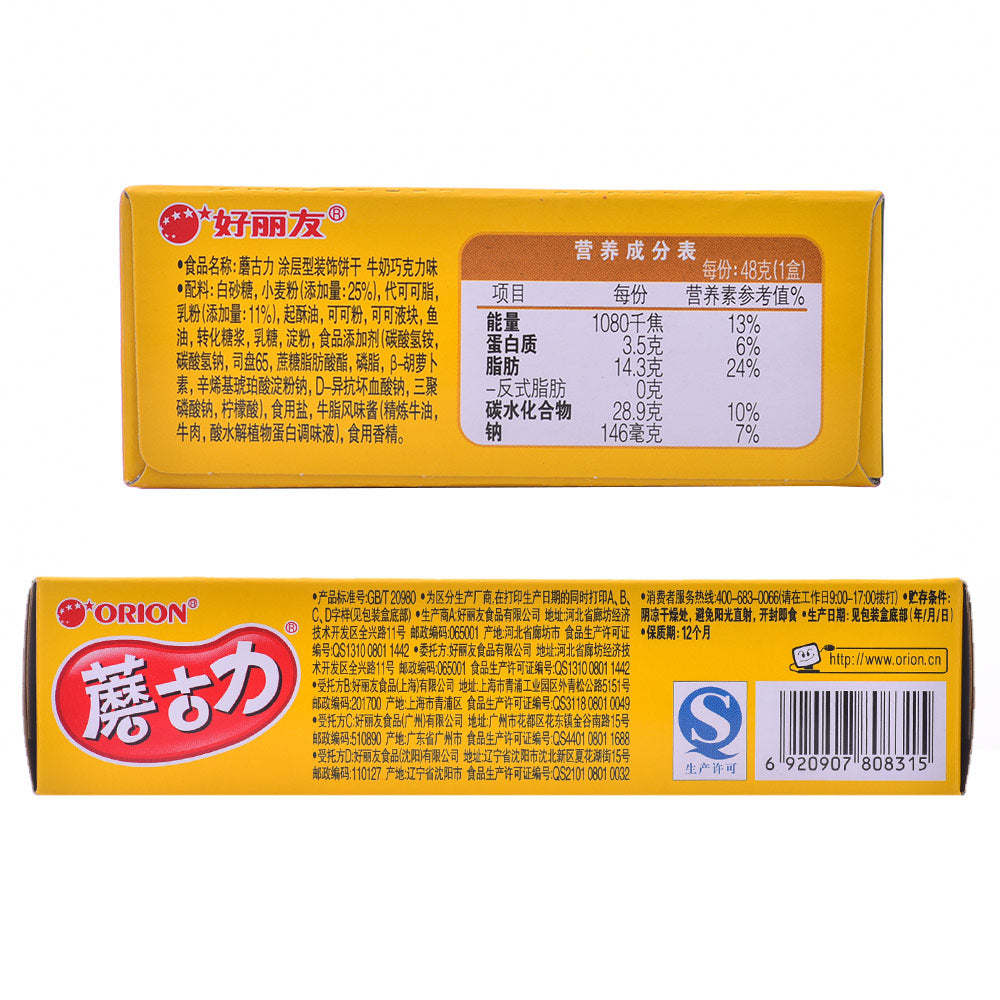 好丽友®
•食品名称: 蘑古力 涂层型装饰饼干 牛奶巧克力味
•配料: 白砂糖, 小麦粉(添加量: 25%), 代可可脂,
乳粉(添加量: 11%), 起酥油, 可可粉, 可可液块, 鱼
油, 转化糖浆, 乳糖, 淀粉, 食品添加剂(碳酸氢铵,
碳酸氢钠, 司盘65, 蔗糖脂肪酸酯, 磷脂, β-胡萝卜
素, 辛烯基琥珀酸淀粉钠, D-异抗坏血酸钠, 三聚
磷酸钠, 柠檬酸), 食用盐, 牛脂风味酱(精炼牛油,
牛肉, 酸水解植物蛋白调味液), 食用香精。
营养成分表
每份: 48克(1盒)
项目 每份 营养素参考值%
能量 1080千焦 13%
蛋白质 3.5克 6%
脂肪 14.3克 24%
-反式脂肪 0克
碳水化合物 28.9克 10%
钠 146毫克 7%
ORION®
蘑古力®
•产品标准号:GB/T 20980 •为区分生产厂商,在打印生产日期的同时打印A、B、
C、D字样(见包装盒底部) •生产商A:好丽友食品有限公司 地址:河北省廊坊经济
技术开发区全兴路11号 邮政编码:065001 产地:河北省廊坊市 食品生产许可证
编号:QS1310 0801 1442 •委托方:好丽友食品有限公司 地址:河北省廊坊经济技
术开发区全兴路11号 邮政编码:065001 食品生产许可证编号:QS1310 0801 1442
•受托方B:好丽友食品(上海)有限公司 地址:上海市青浦工业园区外青松公路5151号
邮政编码:201700 产地:上海市青浦区 食品生产许可证编号:QS3118 0801 0049
•受托方C:好丽友食品(广州)有限公司 地址:广州市花都区花东镇金谷南路15号
邮政编码:510890 产地:广东省广州市 食品生产许可证编号:QS4401 0801 1688
•受托方D:好丽友食品(沈阳)有限公司 地址:辽宁省沈阳市沈北新区夏花湖街15号
邮政编码:110127 产地:辽宁省沈阳市 食品生产许可证编号:QS2101 0801 0032
•消费者服务热线:400-683-0066(请在工作日9:00-17:00拨打) •贮存条件:
阴凉干燥处, 避免阳光直射, 开封即食 •生产日期: 见包装盒底部(年/月/日)
•保质期: 12个月
http://www.orion.cn
QS
生产许可
6 920907 808315